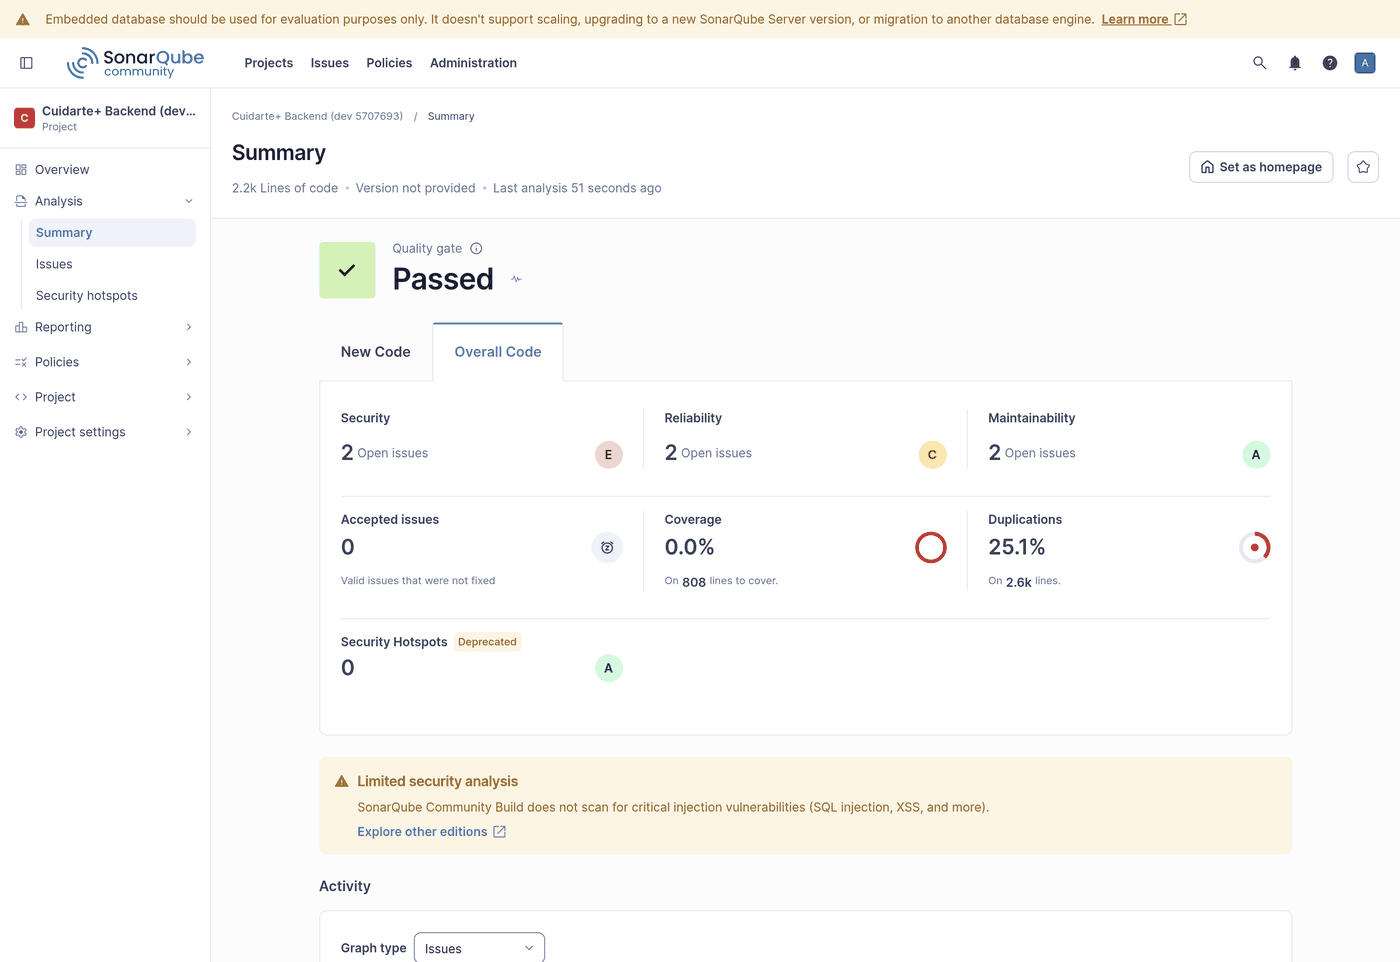 Embedded database should be used for evaluation purposes only. It doesn't support scaling, upgrading to a new SonarQube Server version, or migration to another database engine. Learn more
SonarQube community
Projects Issues Policies Administration
A
C
Cuidarte+ Backend (dev...
Project
Overview
Analysis
Summary
Issues
Security hotspots
Reporting
Policies
Project
Project settings
Cuidarte+ Backend (dev 5707693) / Summary
Summary
2.2k Lines of code • Version not provided • Last analysis 51 seconds ago
Set as homepage
Quality gate
Passed
New Code
Overall Code
Security
2 Open issues
E
Reliability
2 Open issues
C
Maintainability
2 Open issues
A
Accepted issues
0
Valid issues that were not fixed
Coverage
0.0%
On 808 lines to cover.
Duplications
25.1%
On 2.6k lines.
Security Hotspots Deprecated
0
A
Limited security analysis
SonarQube Community Build does not scan for critical injection vulnerabilities (SQL injection, XSS, and more).
Explore other editions
Activity
Graph type Issues